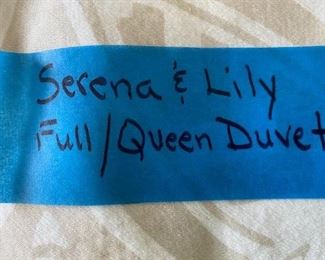 Serena & Lily
Full/Queen Duvet